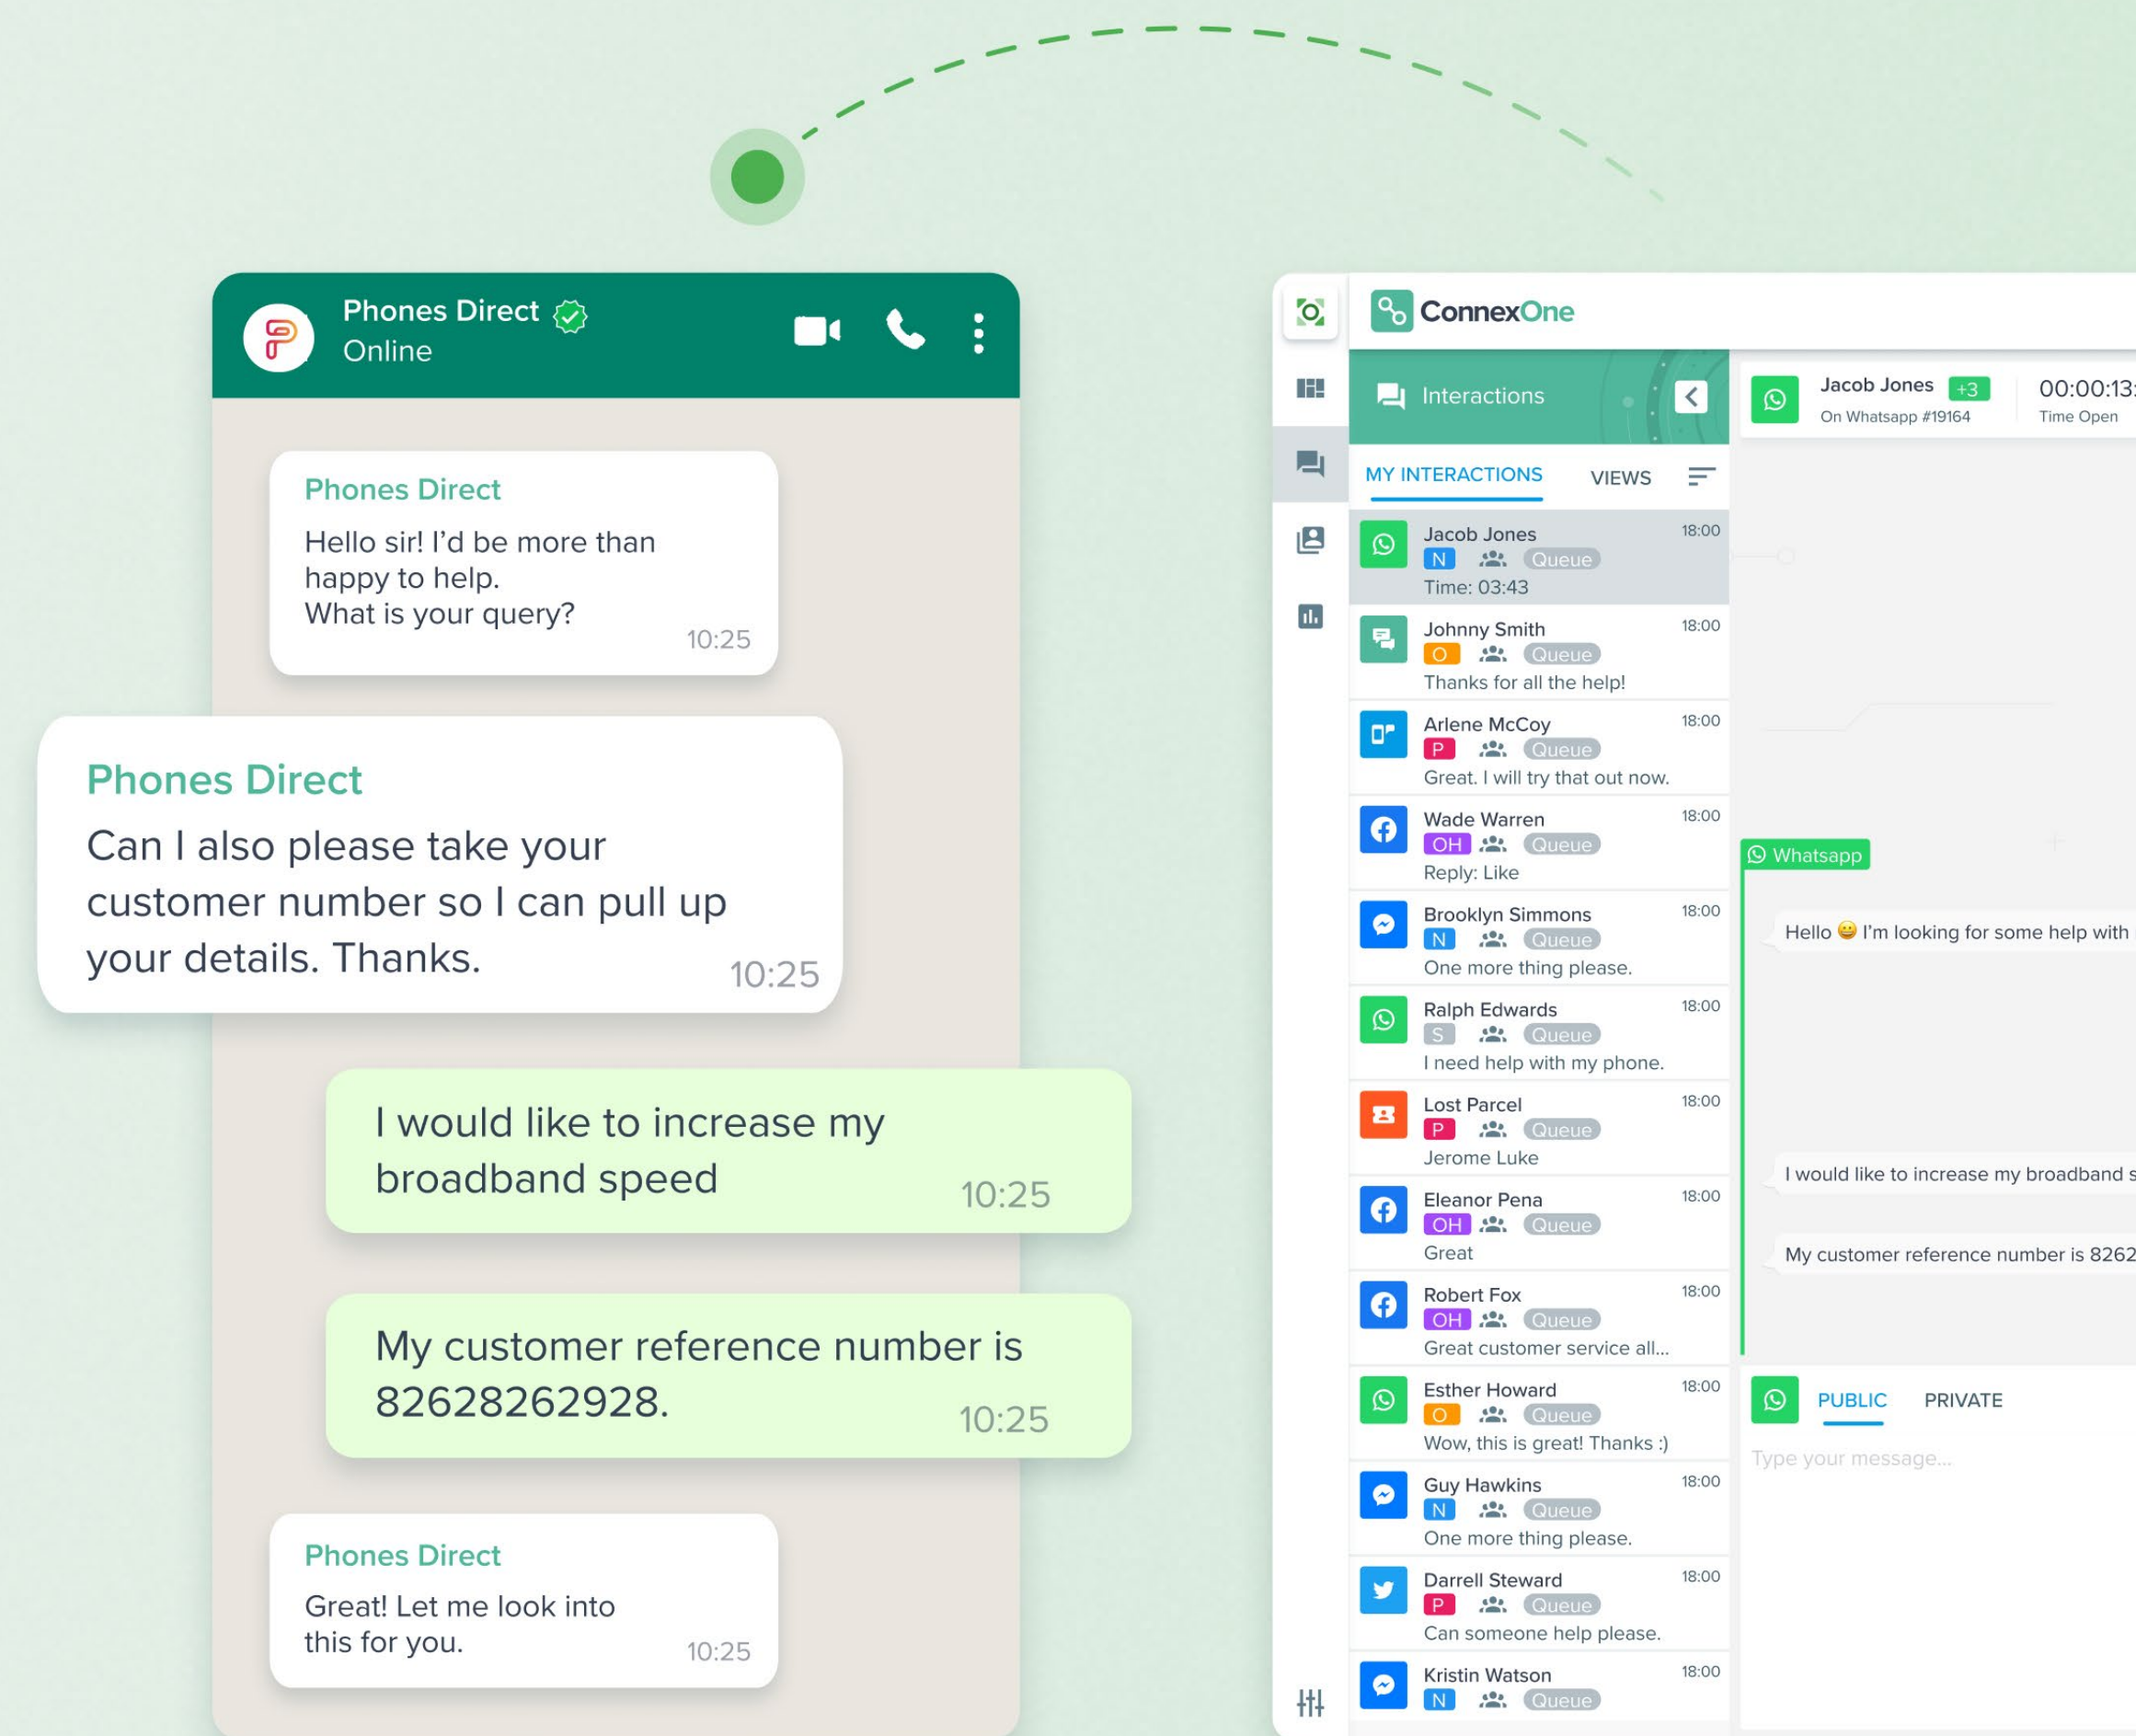 Phones Direct
Online
Phones Direct
Hello sir! I'd be more than
happy to help.
What is your query?
10:25
Phones Direct
Can I also please take your
customer number so I can pull up
your details. Thanks.
10:25
I would like to increase my
broadband speed
10:25
My customer reference number is
82628262928.
10:25
Phones Direct
Great! Let me look into
this for you.
10:25
ConnexOne
Interactions
MY INTERACTIONS VIEWS
Jacob Jones 18:00
N Queue
Time: 03:43
Johnny Smith 18:00
O Queue
Thanks for all the help!
Arlene McCoy 18:00
P Queue
Great. I will try that out now.
Wade Warren 18:00
OH Queue
Reply: Like
Brooklyn Simmons 18:00
N Queue
One more thing please.
Ralph Edwards 18:00
S Queue
I need help with my phone.
Lost Parcel 18:00
P Queue
Jerome Luke
Eleanor Pena 18:00
OH Queue
Great
Robert Fox 18:00
OH Queue
Great customer service all...
Esther Howard 18:00
O Queue
Wow, this is great! Thanks :)
Guy Hawkins 18:00
N Queue
One more thing please.
Darrell Steward 18:00
P Queue
Can someone help please.
Kristin Watson 18:00
N Queue
Jacob Jones +3 00:00:13:
On Whatsapp #19164 Time Open
Whatsapp
Hello 😀 I'm looking for some help with
I would like to increase my broadband s
My customer reference number is 8262
PUBLIC PRIVATE
Type your message...